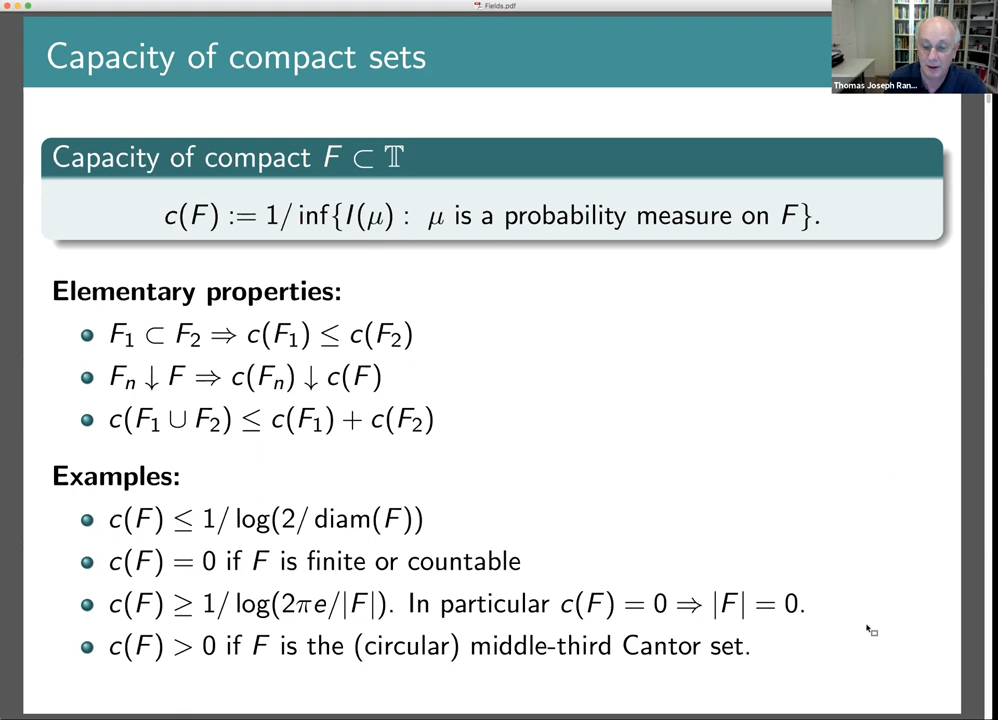 Fields.pdf
Capacity of compact sets
Thomas Joseph Ran...
Capacity of compact F ⊂ 𝕋
c(F) := 1/ inf{I(μ) : μ is a probability measure on F}.
Elementary properties:
F₁ ⊂ F₂ ⇒ c(F₁) ≤ c(F₂)
Fₙ ↓ F ⇒ c(Fₙ) ↓ c(F)
c(F₁ ∪ F₂) ≤ c(F₁) + c(F₂)
Examples:
c(F) ≤ 1/ log(2/ diam(F))
c(F) = 0 if F is finite or countable
c(F) ≥ 1/ log(2πe/|F|). In particular c(F) = 0 ⇒ |F| = 0.
c(F) > 0 if F is the (circular) middle-third Cantor set.